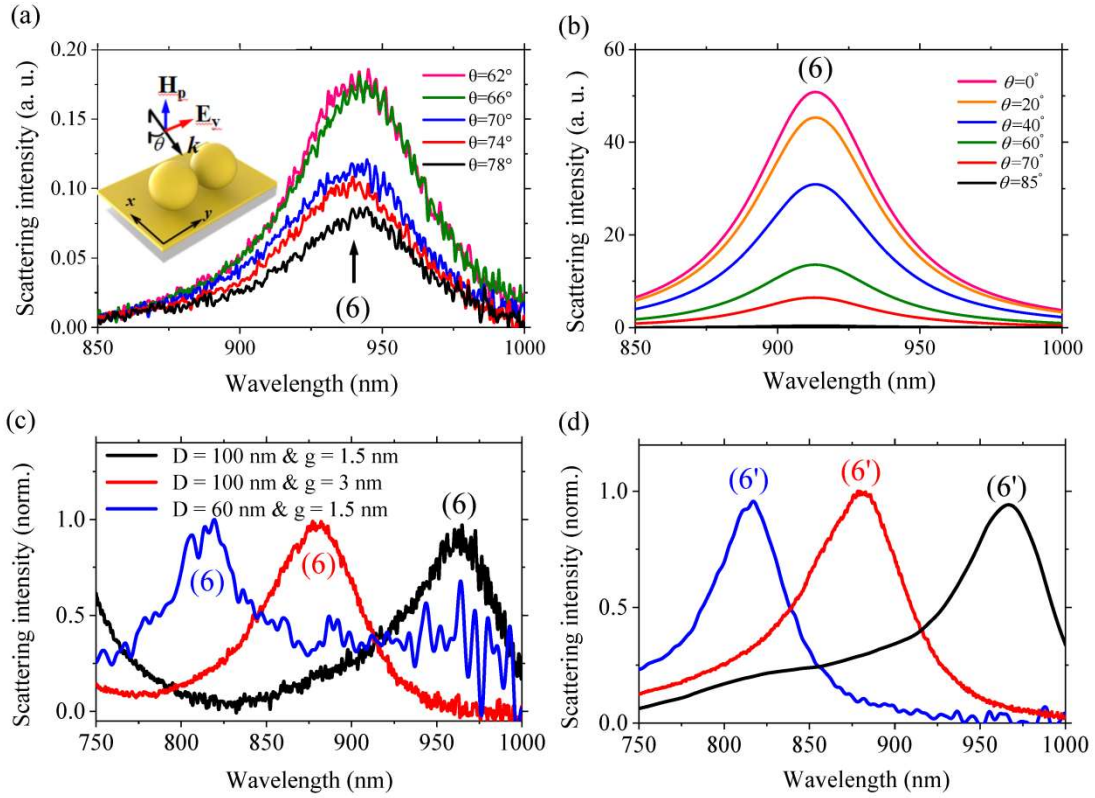 (a)
Scattering intensity (a. u.)
0.20
0.15
0.10
0.05
0.00
H_p
E_y
k
θ
x
y
θ=62°
θ=66°
θ=70°
θ=74°
θ=78°
(6)
850
900
950
1000
Wavelength (nm)
(b)
Scattering intensity (a. u.)
60
40
20
0
(6)
θ=0°
θ=20°
θ=40°
θ=60°
θ=70°
θ=85°
850
900
950
1000
Wavelength (nm)
(c)
Scattering intensity (norm.)
1.0
0.5
0.0
D = 100 nm & g = 1.5 nm
D = 100 nm & g = 3 nm
D = 60 nm & g = 1.5 nm
(6)
(6)
(6)
750
800
850
900
950
1000
Wavelength (nm)
(d)
Scattering intensity (norm.)
1.0
0.5
0.0
(6')
(6')
(6')
750
800
850
900
950
1000
Wavelength (nm)